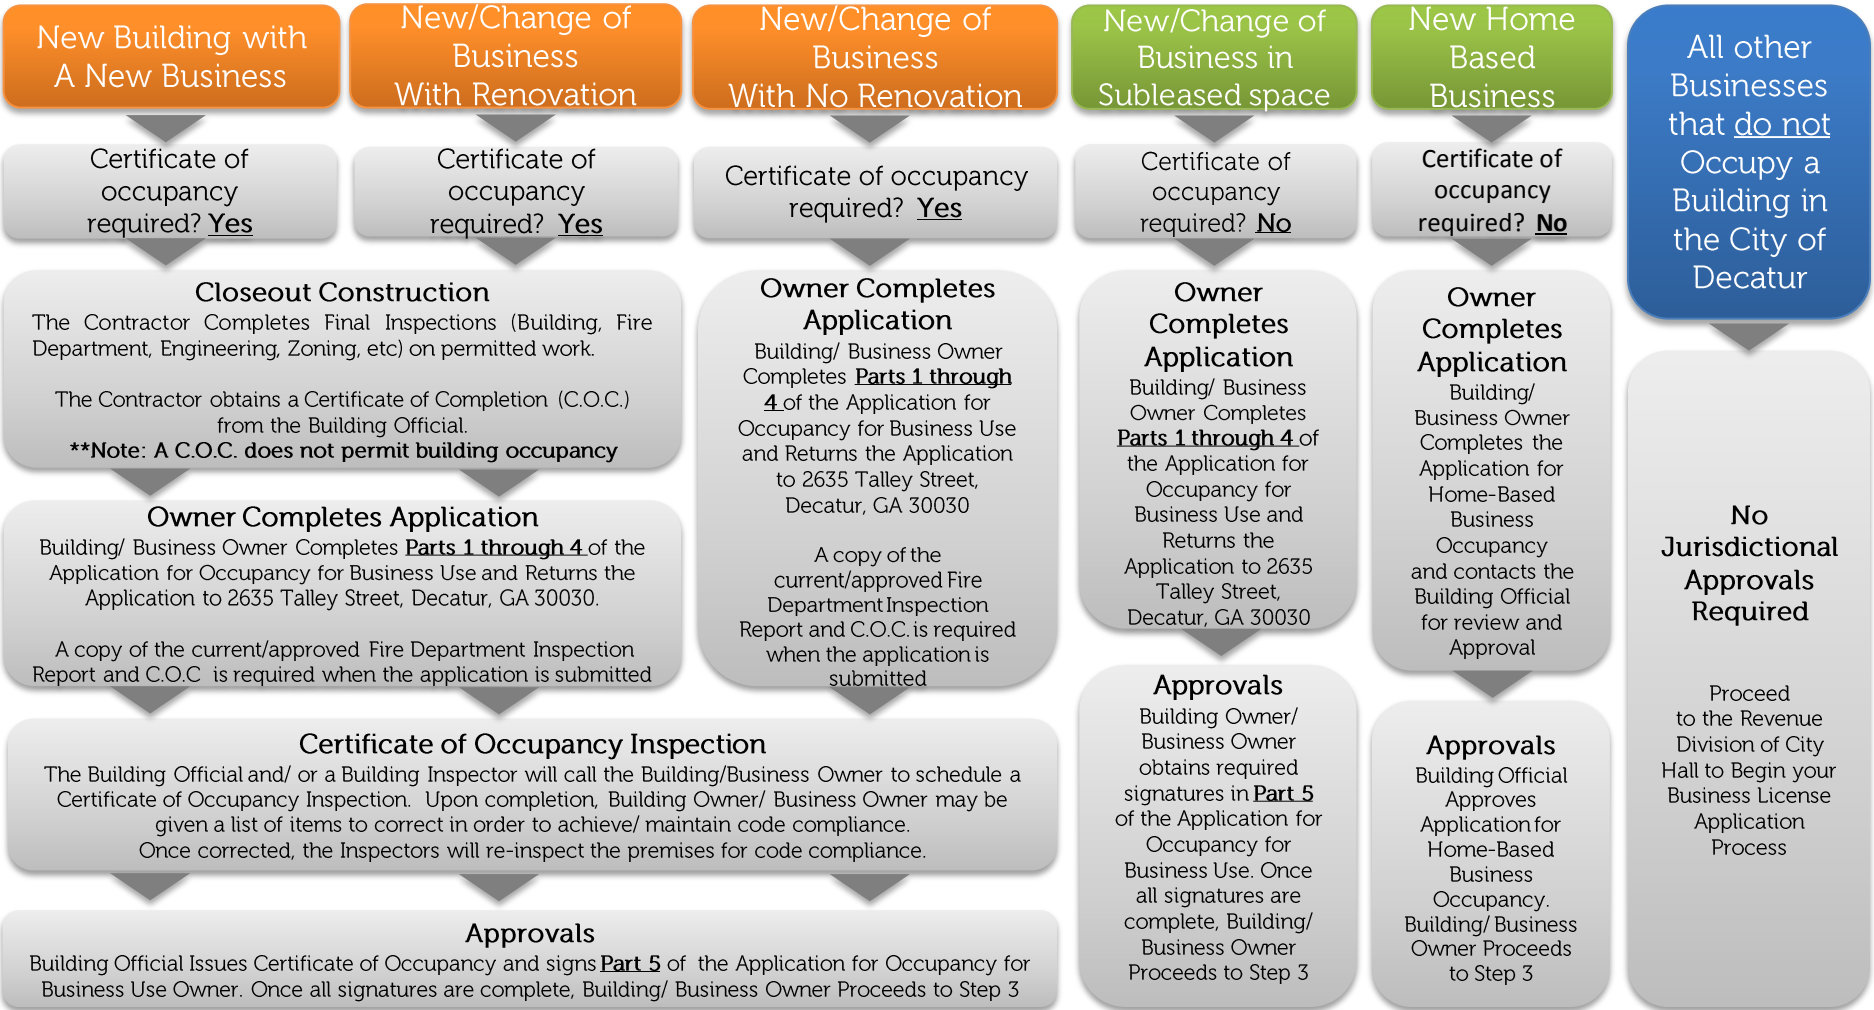 New Building with
A New Business
Certificate of
occupancy
required? Yes
New/Change of
Business
With Renovation
Certificate of
occupancy
required? Yes
Closeout Construction
The Contractor Completes Final Inspections (Building, Fire
Department, Engineering, Zoning, etc) on permitted work.
The Contractor obtains a Certificate of Completion (C.O.C.)
from the Building Official.
**Note: A C.O.C. does not permit building occupancy
Owner Completes Application
Building/ Business Owner Completes Parts 1 through 4 of the
Application for Occupancy for Business Use and Returns the
Application to 2635 Talley Street, Decatur, GA 30030.
A copy of the current/approved Fire Department Inspection
Report and C.O.C is required when the application is submitted
New/Change of
Business
With No Renovation
Certificate of occupancy
required? Yes
Owner Completes
Application
Building/ Business Owner
Completes Parts 1 through
4 of the Application for
Occupancy for Business Use
and Returns the Application
to 2635 Talley Street,
Decatur, GA 30030
A copy of the
current/approved Fire
Department Inspection
Report and C.O.C. is required
when the application is
submitted
Certificate of Occupancy Inspection
The Building Official and/ or a Building Inspector will call the Building/Business Owner to schedule a
Certificate of Occupancy Inspection. Upon completion, Building Owner/ Business Owner may be
given a list of items to correct in order to achieve/ maintain code compliance.
Once corrected, the Inspectors will re-inspect the premises for code compliance.
Approvals
Building Official Issues Certificate of Occupancy and signs Part 5 of the Application for Occupancy for
Business Use Owner. Once all signatures are complete, Building/ Business Owner Proceeds to Step 3
New/Change of
Business in
Subleased space
Certificate of
occupancy
required? No
Owner
Completes
Application
Building/ Business
Owner Completes
Parts 1 through 4 of
the Application for
Occupancy for
Business Use and
Returns the
Application to 2635
Talley Street,
Decatur, GA 30030
Approvals
Building Owner/
Business Owner
obtains required
signatures in Part 5
of the Application for
Occupancy for
Business Use. Once
all signatures are
complete, Building/
Business Owner
Proceeds to Step 3
New Home
Based
Business
Certificate of
occupancy
required? No
Owner
Completes
Application
Building/
Business Owner
Completes the
Application for
Home-Based
Business
Occupancy
and contacts the
Building Official
for review and
Approval
Approvals
Building Official
Approves
Application for
Home-Based
Business
Occupancy.
Building/ Business
Owner Proceeds
to Step 3
All other
Businesses
that do not
Occupy a
Building in
the City of
Decatur
No
Jurisdictional
Approvals
Required
Proceed
to the Revenue
Division of City
Hall to Begin your
Business License
Application
Process